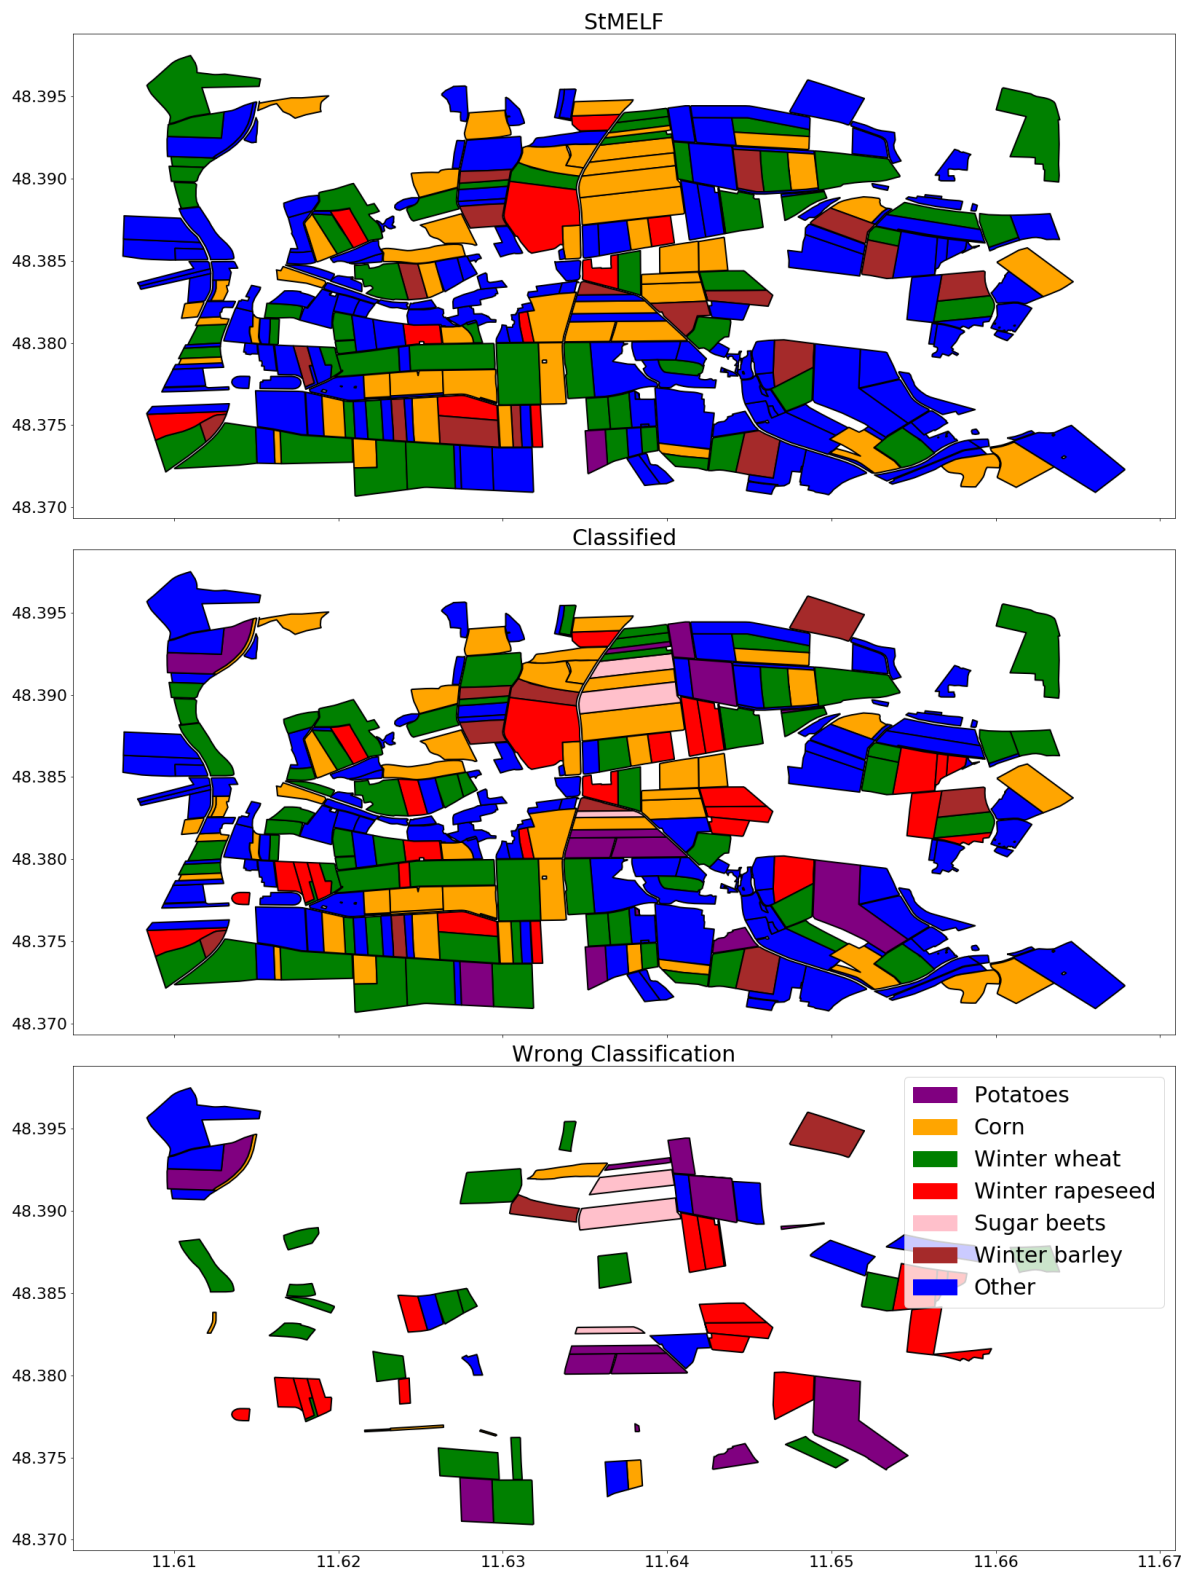 StMELF
48.395
48.390
48.385
48.380
48.375
48.370
Classified
48.395
48.390
48.385
48.380
48.375
48.370
Wrong Classification
48.395
48.390
48.385
48.380
48.375
48.370
Potatoes
Corn
Winter wheat
Winter rapeseed
Sugar beets
Winter barley
Other
11.61 11.62 11.63 11.64 11.65 11.66 11.67